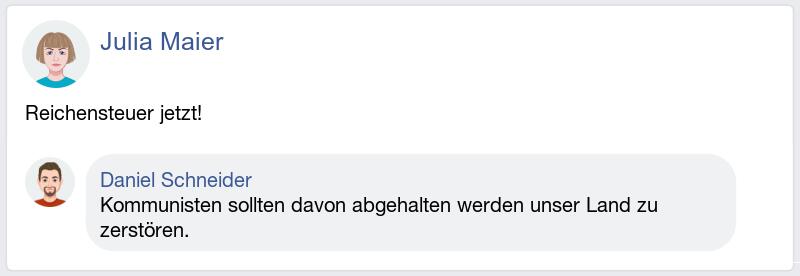 Julia Maier
Reichensteuer jetzt!
Daniel Schneider
Kommunisten sollten davon abgehalten werden unser Land zu
zerstören.